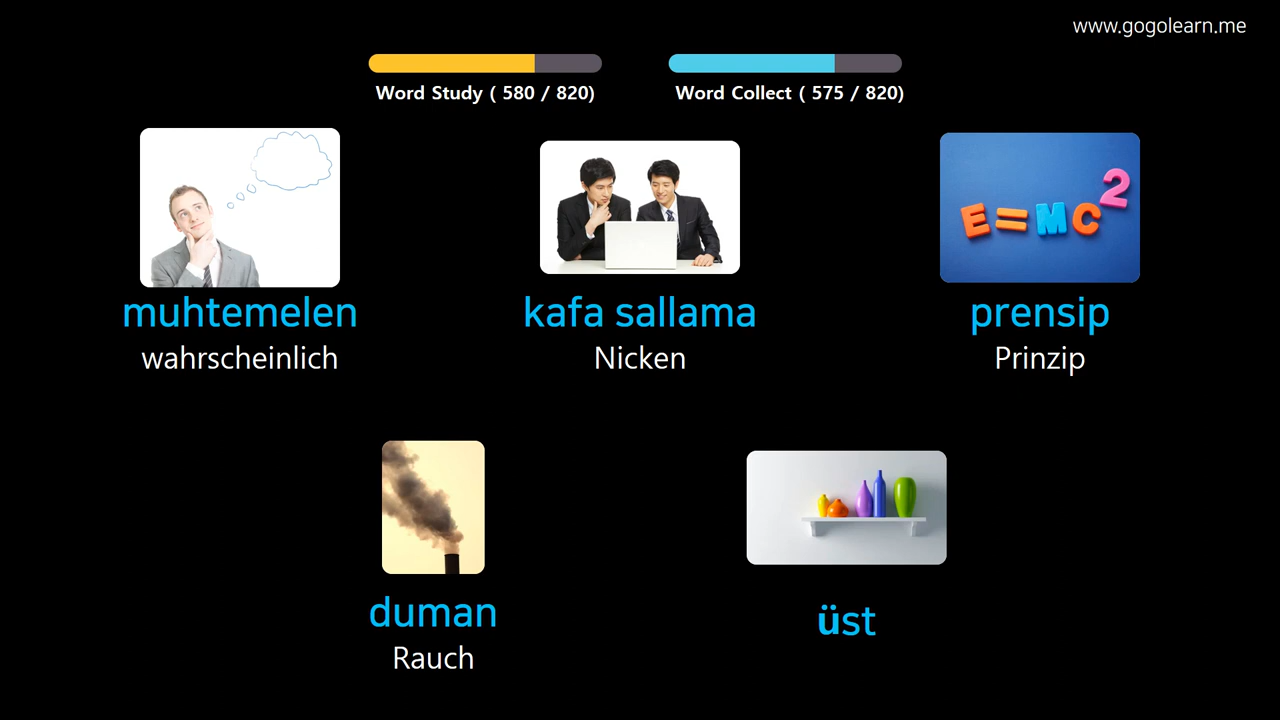 www.gogolearn.me
Word Study ( 580 / 820)
Word Collect ( 575 / 820)
E=MC2
muhtemelen
wahrscheinlich
kafa sallama
Nicken
prensip
Prinzip
duman
Rauch
üst